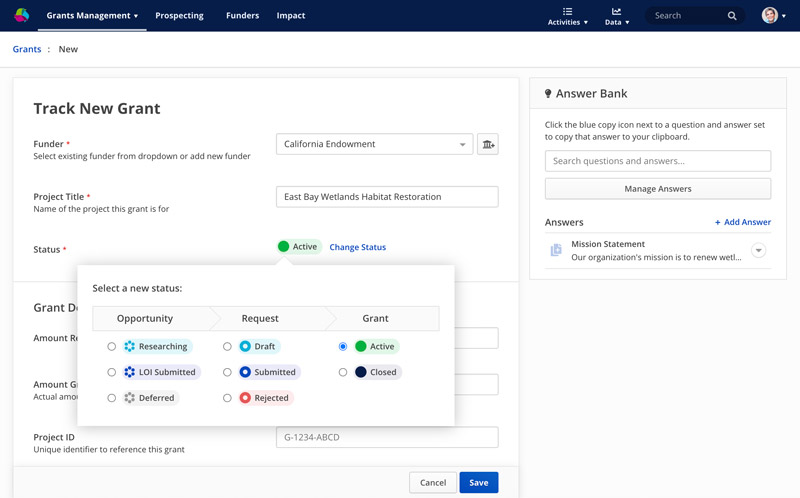 Grants Management
Prospecting
Funders
Impact
Activities
Data
Search
Grants : New
Track New Grant
Funder *
Select existing funder from dropdown or add new funder
California Endowment
Project Title *
Name of the project this grant is for
East Bay Wetlands Habitat Restoration
Status *
Active
Change Status
Select a new status:
Opportunity
Request
Grant
Researching
Draft
Active
LOI Submitted
Submitted
Closed
Deferred
Rejected
Grant De
Amount Re
Amount Gr
Actual amou
Project ID
Unique identifier to reference this grant
G-1234-ABCD
Cancel
Save
Answer Bank
Click the blue copy icon next to a question and answer set
to copy that answer to your clipboard.
Search questions and answers...
Manage Answers
Answers
+ Add Answer
Mission Statement
Our organization's mission is to renew wetl...